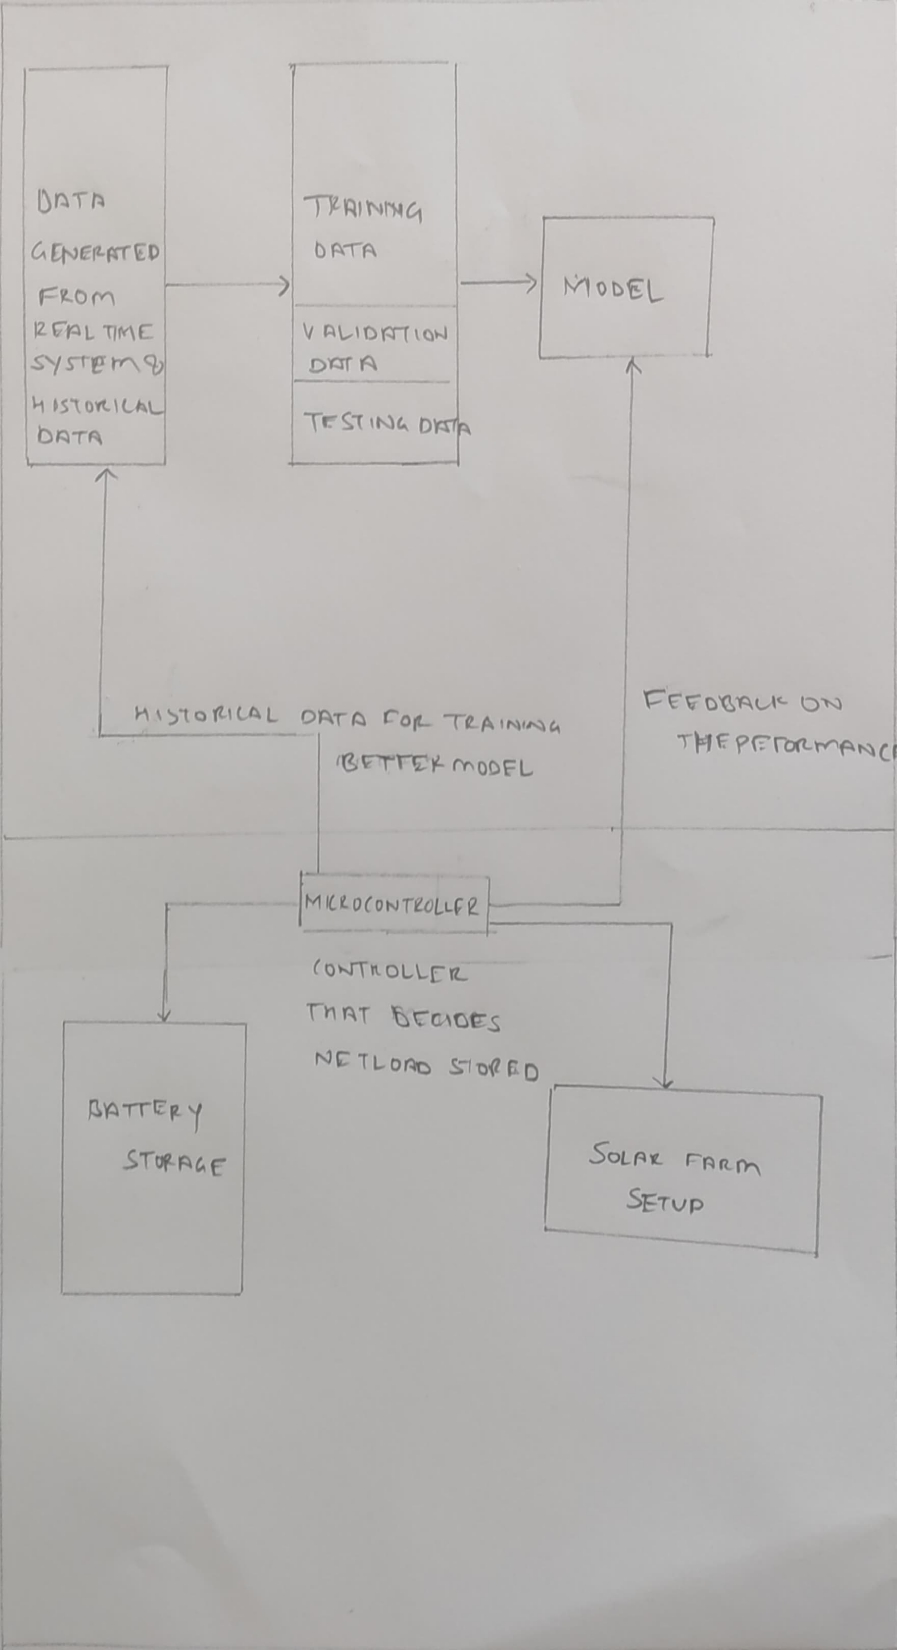 DATA
GENERATED
FROM
REAL TIME
SYSTEM &
HISTORICAL
DATA
TRAINING
DATA
VALIDATION
DATA
TESTING DATA
MODEL
HISTORICAL DATA FOR TRAINING
BETTER MODEL
FEEDBACK ON
THE PEFORMANCE
MICROCONTROLLER
CONTROLLER
THAT DECIDES
NETLOAD STORED
BATTERY
STORAGE
SOLAR FARM
SETUP